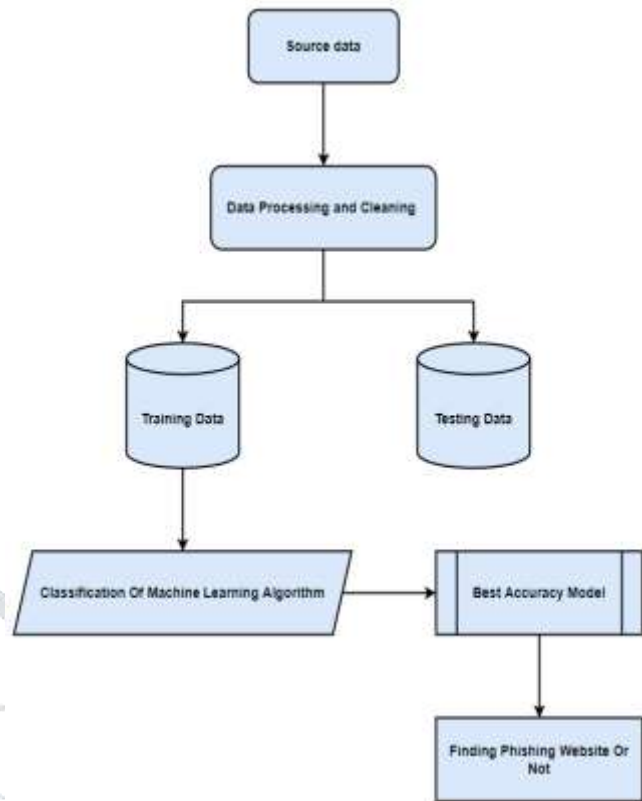 Source data
Data Processing and Cleaning
Training Data
Testing Data
Classification Of Machine Learning Algorithm
Best Accuracy Model
Finding Phishing Website Or
Not